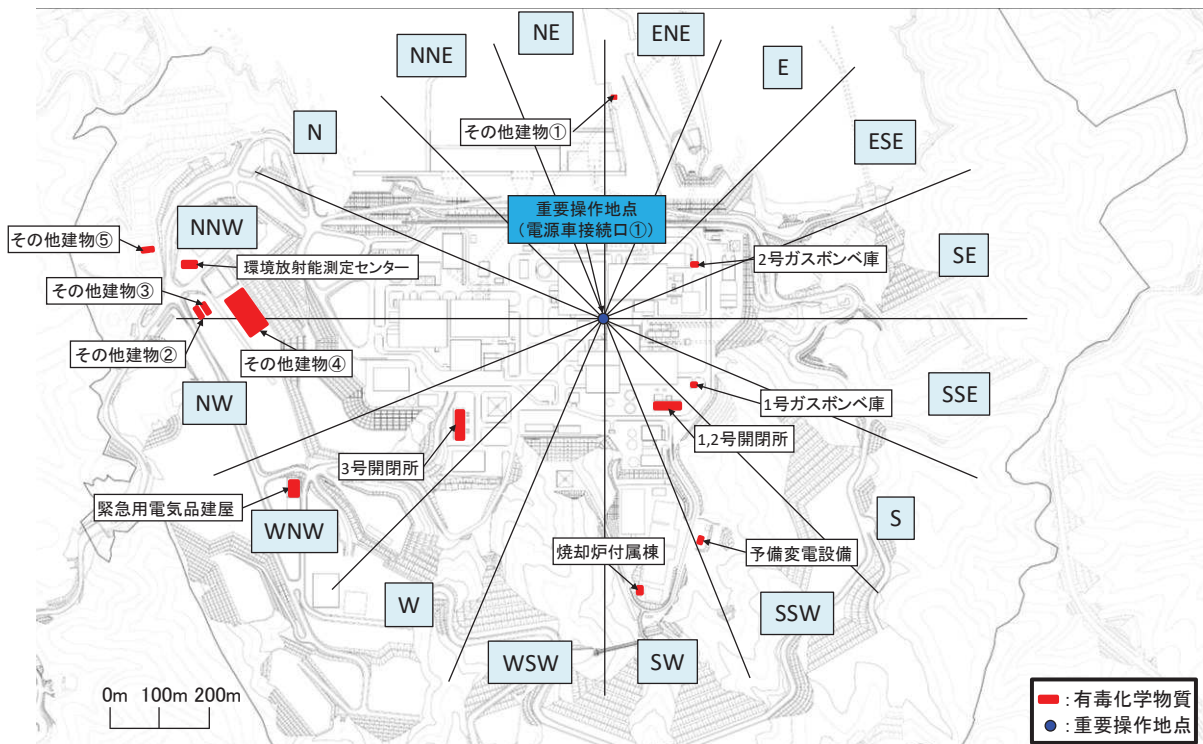 NE
ENE
NNE
E
その他建物①
N
ESE
重要操作地点
(電源車接続口①)
NNW
その他建物⑤
環境放射能測定センター
2号ガスボンベ庫
SE
その他建物③
その他建物②
その他建物④
NW
1号ガスボンベ庫
SSE
1,2号開閉所
3号開閉所
緊急用電気品建屋
WNW
S
焼却炉付属棟
予備変電設備
W
SSW
WSW
SW
0m 100m 200m
:有毒化学物質
:重要操作地点